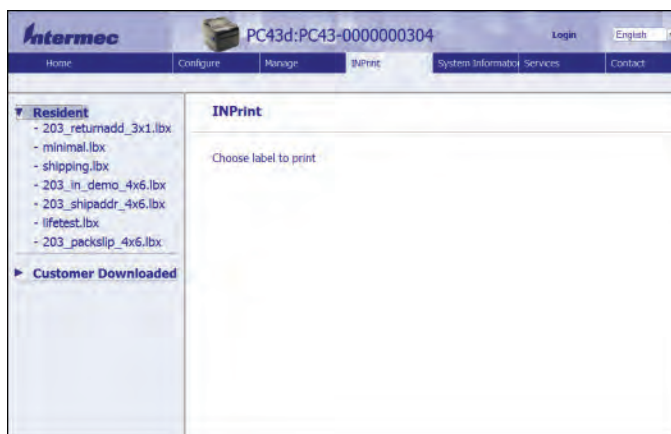 Intermec
PC43d:PC43-0000000304
Login
English
Home
Configure
Manage
INPrint
System Informatio
Services
Contact
▼ Resident
- 203_returnadd_3x1.lbx
- minimal.lbx
- shipping.lbx
- 203_in_demo_4x6.lbx
- 203_shipaddr_4x6.lbx
- lifetest.lbx
- 203_packslip_4x6.lbx
► Customer Downloaded
INPrint
Choose label to print